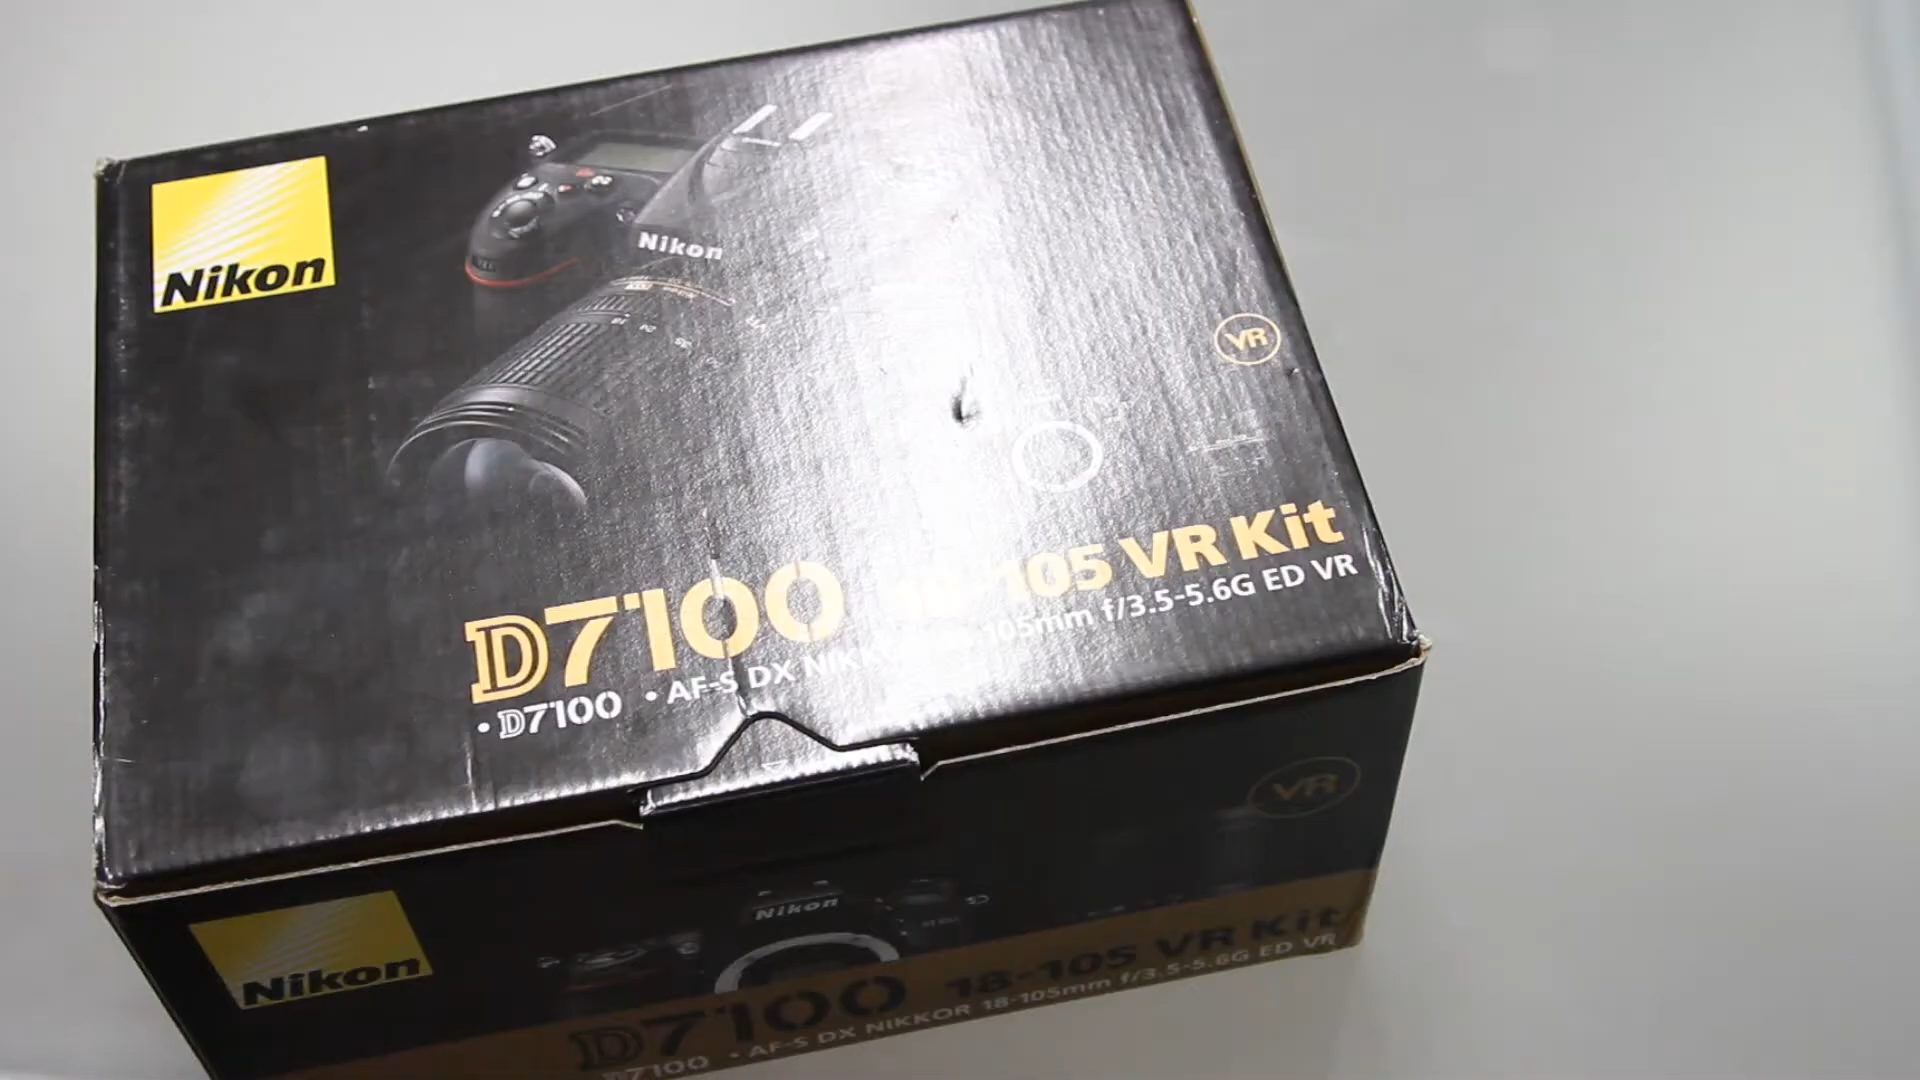 Nikon
Nikon
VR
D7100 18-105 VR Kit
• D7100 • AF-S DX NIKKOR 105mm f/3.5-5.6G ED VR
VR
Nikon
Nikon
D7100 18-105 VR Kit
D7100 • AF-S DX NIKKOR 18-105mm f/3.5-5.6G ED VR